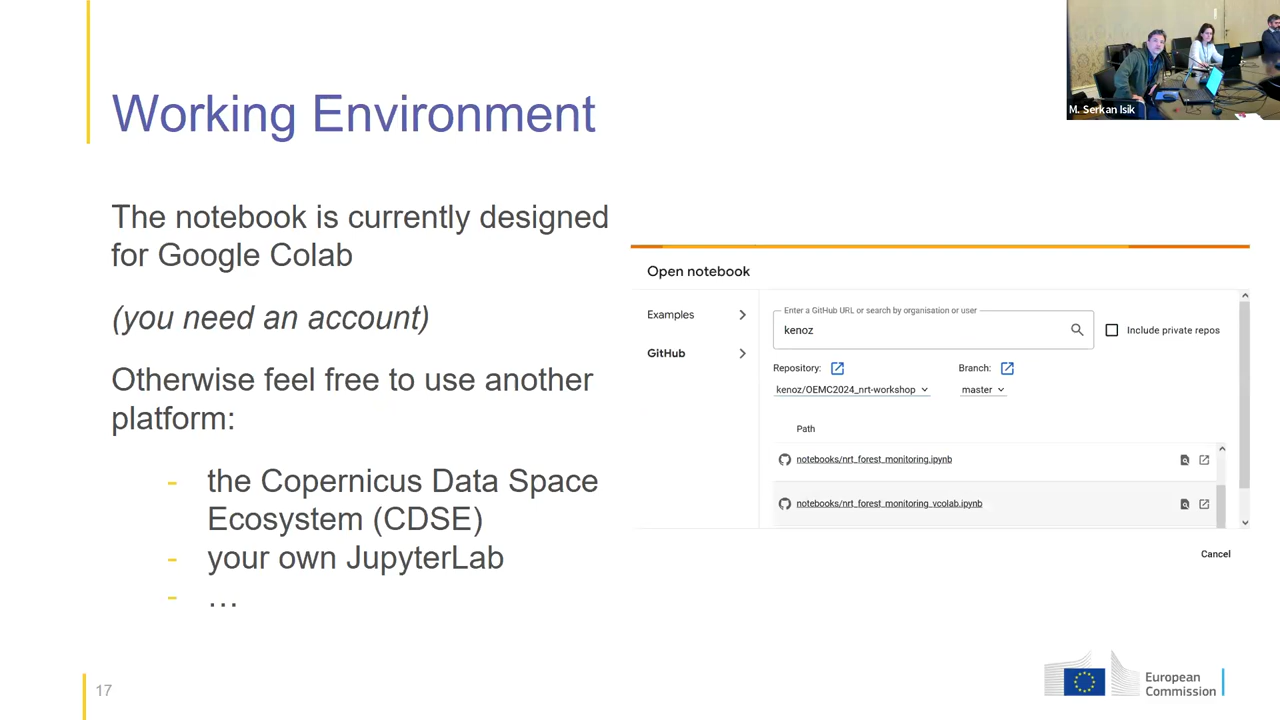 M. Serkan Isik
Working Environment
The notebook is currently designed
for Google Colab
(you need an account)
Otherwise feel free to use another
platform:
- the Copernicus Data Space
Ecosystem (CDSE)
- your own JupyterLab
- …
Open notebook
Examples
GitHub
Enter a GitHub URL or search by organisation or user
kenoz
Include private repos
Repository:
Branch:
kenoz/OEMC2024_nrt-workshop
master
Path
notebooks/nrt_forest_monitoring.ipynb
notebooks/nrt_forest_monitoring_vcolab.ipynb
Cancel
17
European
Commission